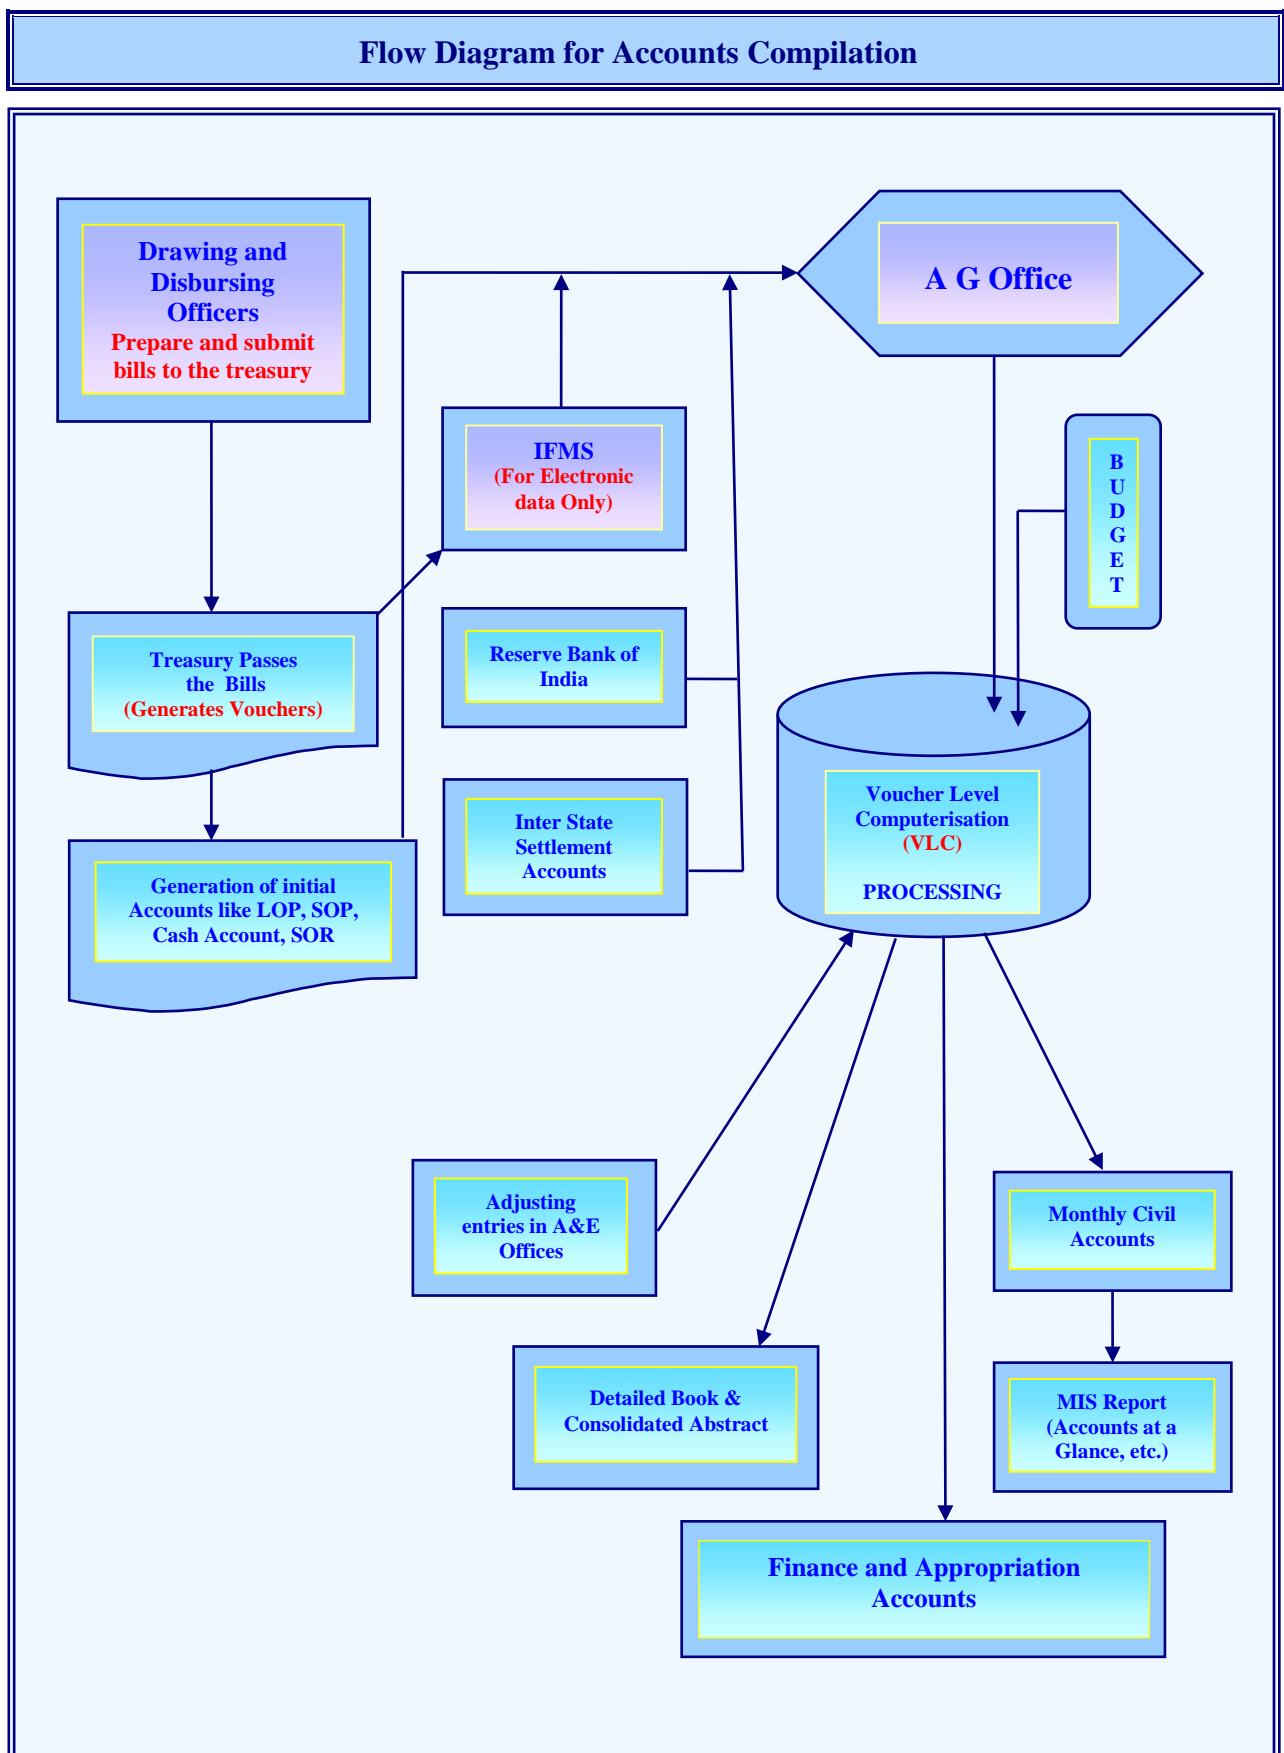 Flow Diagram for Accounts Compilation
Drawing and
Disbursing
Officers
Prepare and submit
bills to the treasury
A G Office
IFMS
(For Electronic
data Only)
B
U
D
G
E
T
Treasury Passes
the Bills
(Generates Vouchers)
Reserve Bank of
India
Inter State
Settlement
Accounts
Voucher Level
Computerisation
(VLC)
PROCESSING
Generation of initial
Accounts like LOP, SOP,
Cash Account, SOR
Adjusting
entries in A&E
Offices
Monthly Civil
Accounts
Detailed Book &
Consolidated Abstract
MIS Report
(Accounts at a
Glance, etc.)
Finance and Appropriation
Accounts